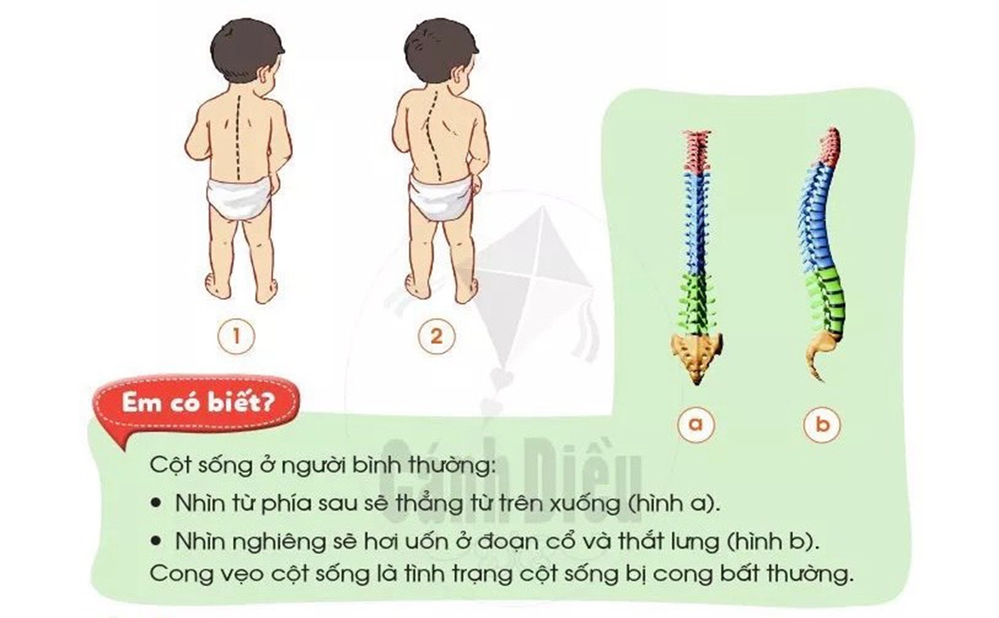 1
2
a
b
Em có biết?
Cột sống ở người bình thường:
• Nhìn từ phía sau sẽ thẳng từ trên xuống (hình a).
• Nhìn nghiêng sẽ hơi uốn ở đoạn cổ và thắt lưng (hình b).
Cong vẹo cột sống là tình trạng cột sống bị cong bất thường.
Cánh Diều